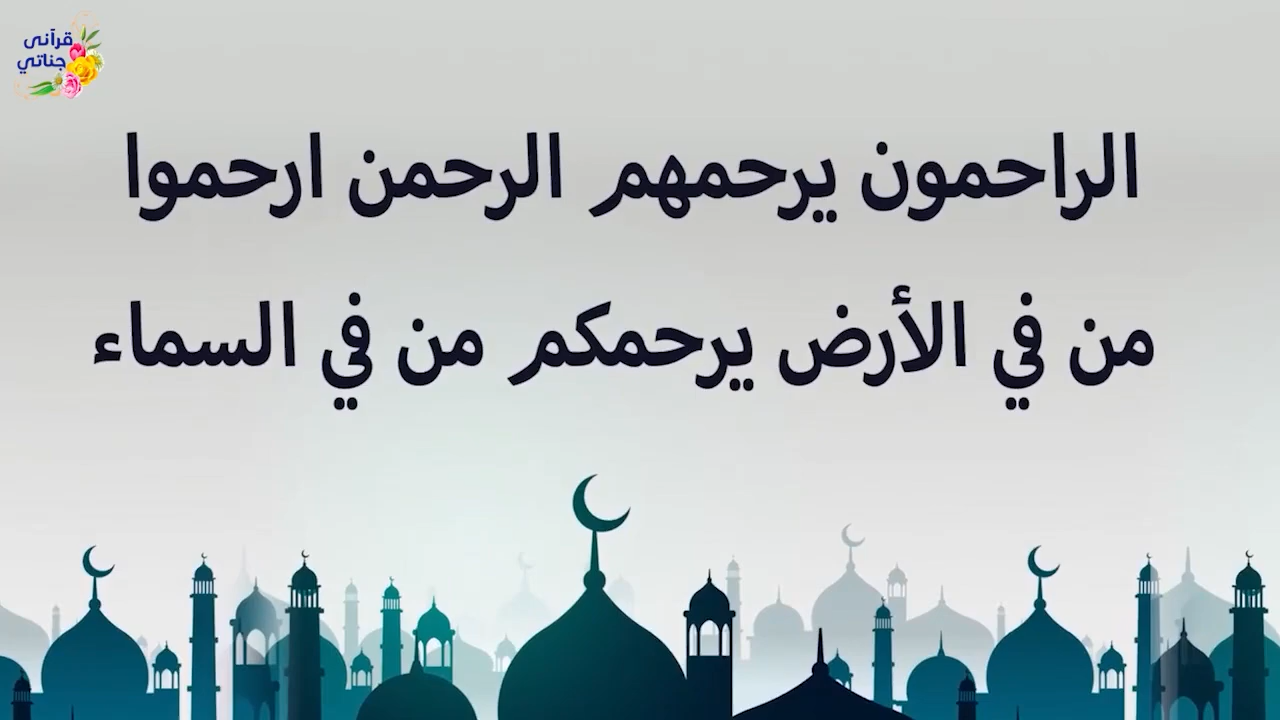 قرآنى
جناتي
الراحمون يرحمهم الرحمن ارحموا
من في الأرض يرحمكم من في السماء